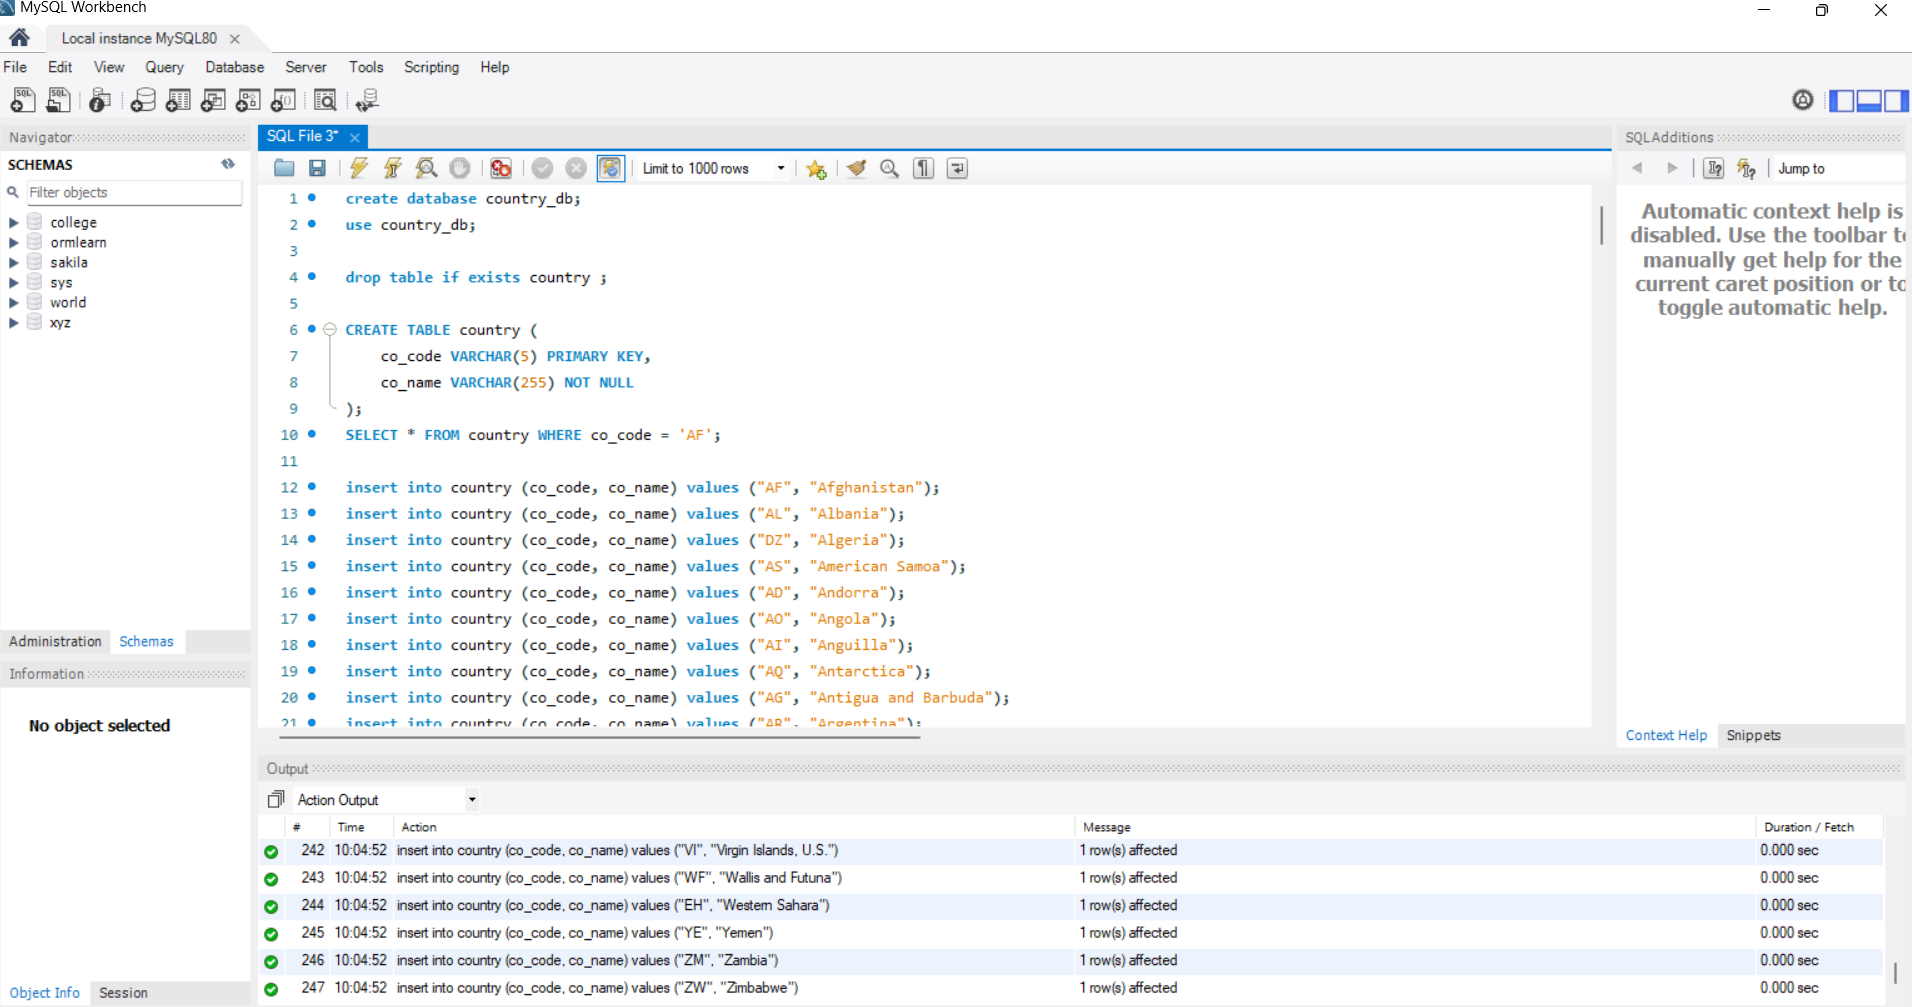 MySQL Workbench
Local instance MySQL80
File Edit View Query Database Server Tools Scripting Help
Navigator
SCHEMAS
Filter objects
college
ormlearn
sakila
sys
world
xyz
Administration Schemas
Information
No object selected
Object Info Session
SQL File 3*
Limit to 1000 rows
1 create database country_db;
2 use country_db;
3
4 drop table if exists country ;
5
6 CREATE TABLE country (
7 co_code VARCHAR(5) PRIMARY KEY,
8 co_name VARCHAR(255) NOT NULL
9 );
10 SELECT * FROM country WHERE co_code = 'AF';
11
12 insert into country (co_code, co_name) values ("AF", "Afghanistan");
13 insert into country (co_code, co_name) values ("AL", "Albania");
14 insert into country (co_code, co_name) values ("DZ", "Algeria");
15 insert into country (co_code, co_name) values ("AS", "American Samoa");
16 insert into country (co_code, co_name) values ("AD", "Andorra");
17 insert into country (co_code, co_name) values ("AO", "Angola");
18 insert into country (co_code, co_name) values ("AI", "Anguilla");
19 insert into country (co_code, co_name) values ("AQ", "Antarctica");
20 insert into country (co_code, co_name) values ("AG", "Antigua and Barbuda");
21 insert into country (co_code, co_name) values ("AR", "Argentina");
SQLAdditions
Jump to
Automatic context help is
disabled. Use the toolbar to
manually get help for the
current caret position or to
toggle automatic help.
Context Help Snippets
Output
Action Output
# Time Action Message Duration / Fetch
242 10:04:52 insert into country (co_code, co_name) values ("VI", "Virgin Islands, U.S.") 1 row(s) affected 0.000 sec
243 10:04:52 insert into country (co_code, co_name) values ("WF", "Wallis and Futuna") 1 row(s) affected 0.000 sec
244 10:04:52 insert into country (co_code, co_name) values ("EH", "Western Sahara") 1 row(s) affected 0.000 sec
245 10:04:52 insert into country (co_code, co_name) values ("YE", "Yemen") 1 row(s) affected 0.000 sec
246 10:04:52 insert into country (co_code, co_name) values ("ZM", "Zambia") 1 row(s) affected 0.000 sec
247 10:04:52 insert into country (co_code, co_name) values ("ZW", "Zimbabwe") 1 row(s) affected 0.000 sec